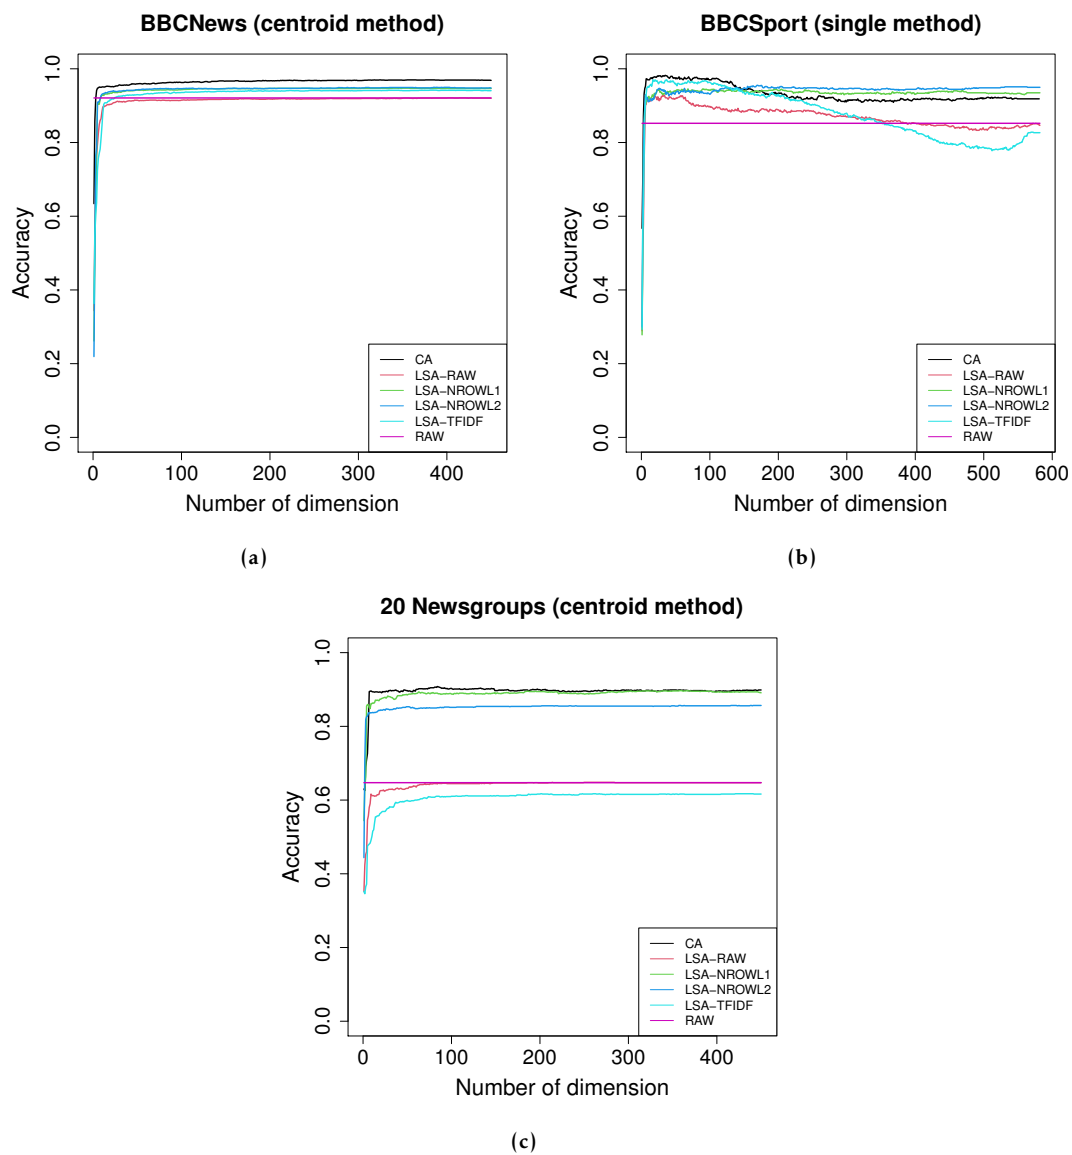 BBCNews (centroid method)
Accuracy
0.0 0.2 0.4 0.6 0.8 1.0
CA
LSA−RAW
LSA−NROWL1
LSA−NROWL2
LSA−TFIDF
RAW
0 100 200 300 400
Number of dimension
(a)
BBCSport (single method)
Accuracy
0.0 0.2 0.4 0.6 0.8 1.0
CA
LSA−RAW
LSA−NROWL1
LSA−NROWL2
LSA−TFIDF
RAW
0 100 200 300 400 500 600
Number of dimension
(b)
20 Newsgroups (centroid method)
Accuracy
0.0 0.2 0.4 0.6 0.8 1.0
CA
LSA−RAW
LSA−NROWL1
LSA−NROWL2
LSA−TFIDF
RAW
0 100 200 300 400
Number of dimension
(c)